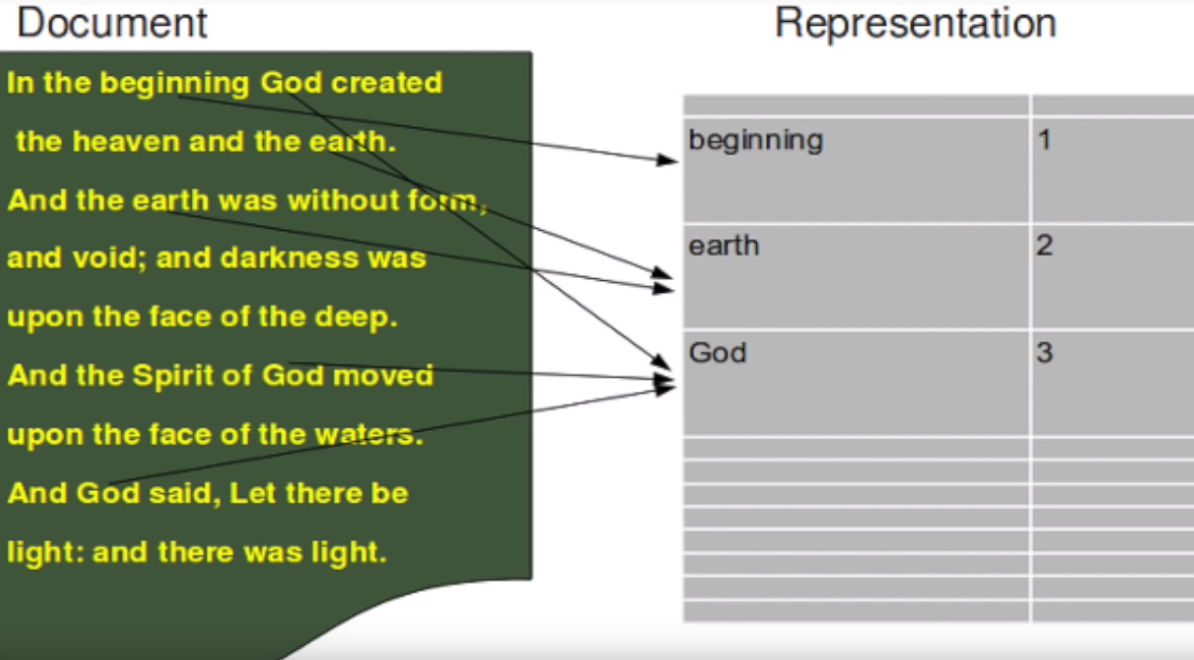 Document
Representation
In the beginning God created
the heaven and the earth.
And the earth was without form,
and void; and darkness was
upon the face of the deep.
And the Spirit of God moved
upon the face of the waters.
And God said, Let there be
light: and there was light.
beginning 1
earth 2
God 3